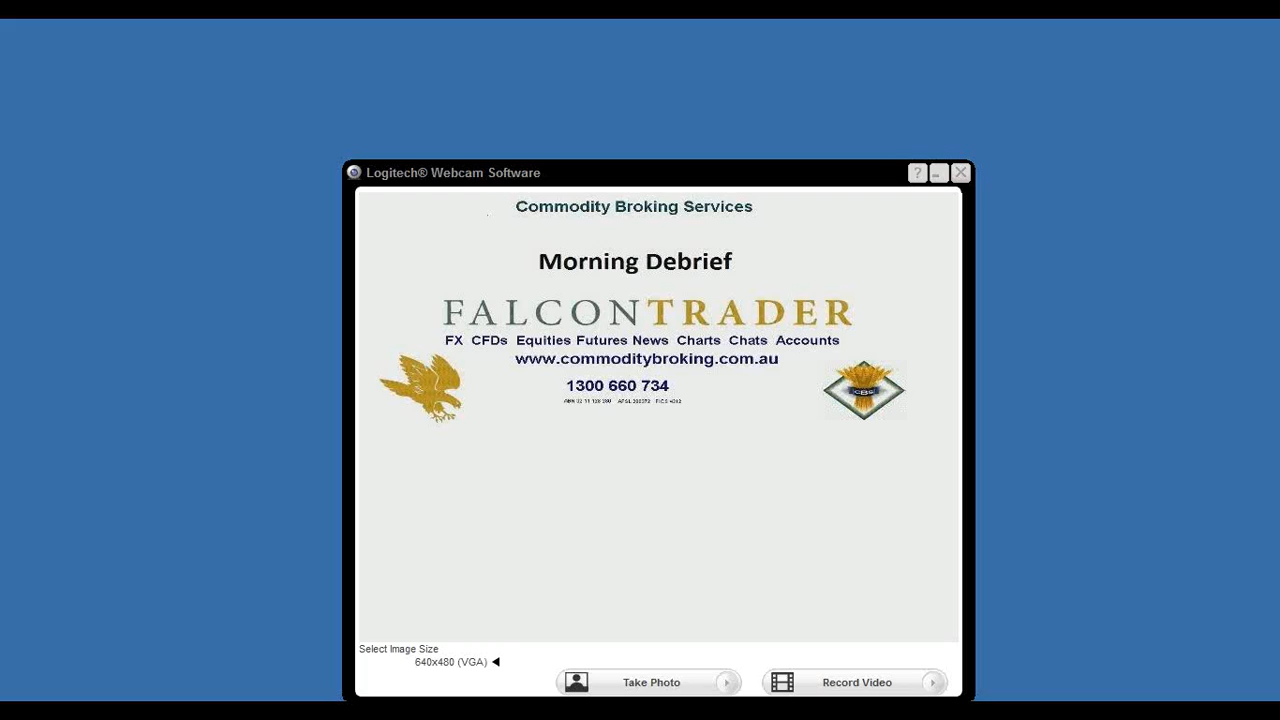 Logitech® Webcam Software
Commodity Broking Services
Morning Debrief
FALCONTRADER
FX CFDs Equities Futures News Charts Chats Accounts
www.commoditybroking.com.au
1300 660 734
CBS
Select Image Size
640x480 (VGA)
Take Photo
Record Video